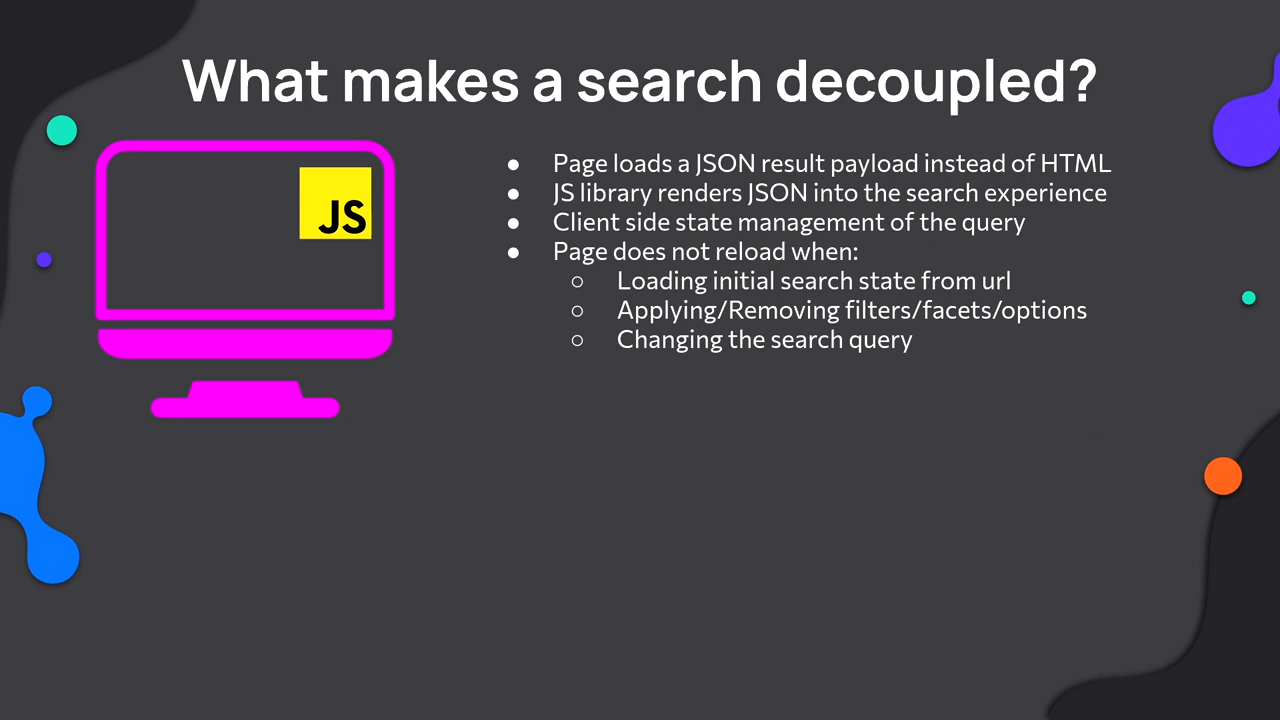 What makes a search decoupled?
JS
● Page loads a JSON result payload instead of HTML
● JS library renders JSON into the search experience
● Client side state management of the query
● Page does not reload when:
○ Loading initial search state from url
○ Applying/Removing filters/facets/options
○ Changing the search query